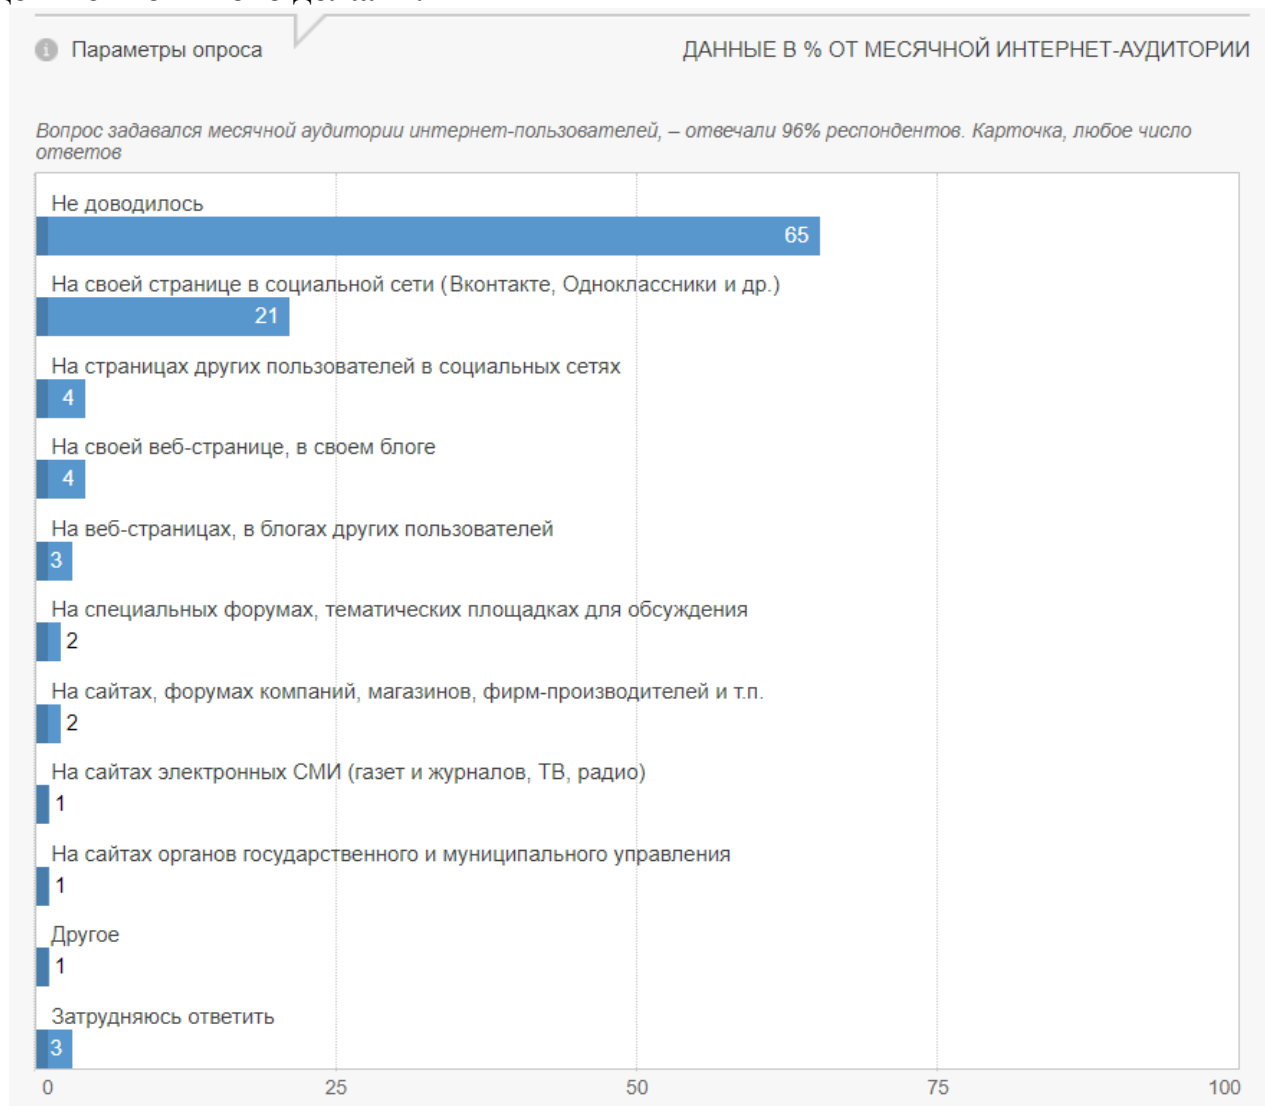 Параметры опроса
ДАННЫЕ В % ОТ МЕСЯЧНОЙ ИНТЕРНЕТ-АУДИТОРИИ
Вопрос задавался месячной аудитории интернет-пользователей, – отвечали 96% респондентов. Карточка, любое число
ответов
Не доводилось
65
На своей странице в социальной сети (Вконтакте, Одноклассники и др.)
21
На страницах других пользователей в социальных сетях
4
На своей веб-странице, в своем блоге
4
На веб-страницах, в блогах других пользователей
3
На специальных форумах, тематических площадках для обсуждения
2
На сайтах, форумах компаний, магазинов, фирм-производителей и т.п.
2
На сайтах электронных СМИ (газет и журналов, ТВ, радио)
1
На сайтах органов государственного и муниципального управления
1
Другое
1
Затрудняюсь ответить
3
0 25 50 75 100